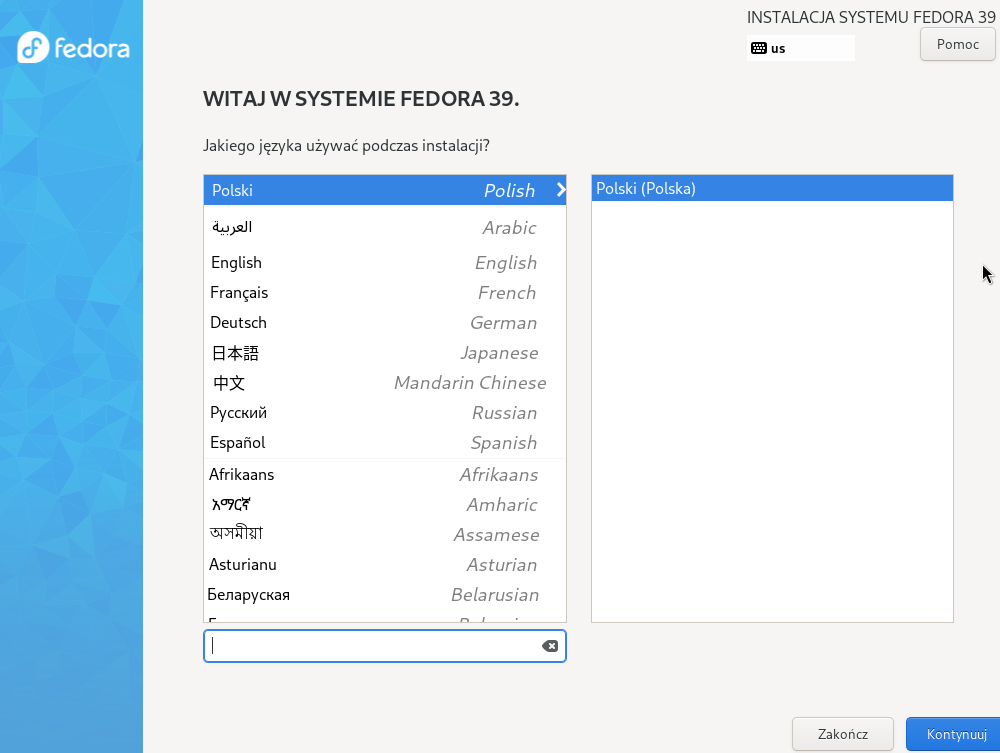 fedora
INSTALACJA SYSTEMU FEDORA 39
us
Pomoc
WITAJ W SYSTEMIE FEDORA 39.
Jakiego języka używać podczas instalacji?
Polski Polish
العربية Arabic
English English
Français French
Deutsch German
日本語 Japanese
中文 Mandarin Chinese
Русский Russian
Español Spanish
Afrikaans Afrikaans
አማርኛ Amharic
অসমীয়া Assamese
Asturianu Asturian
Беларуская Belarusian
Polski (Polska)
Zakończ
Kontynuuj